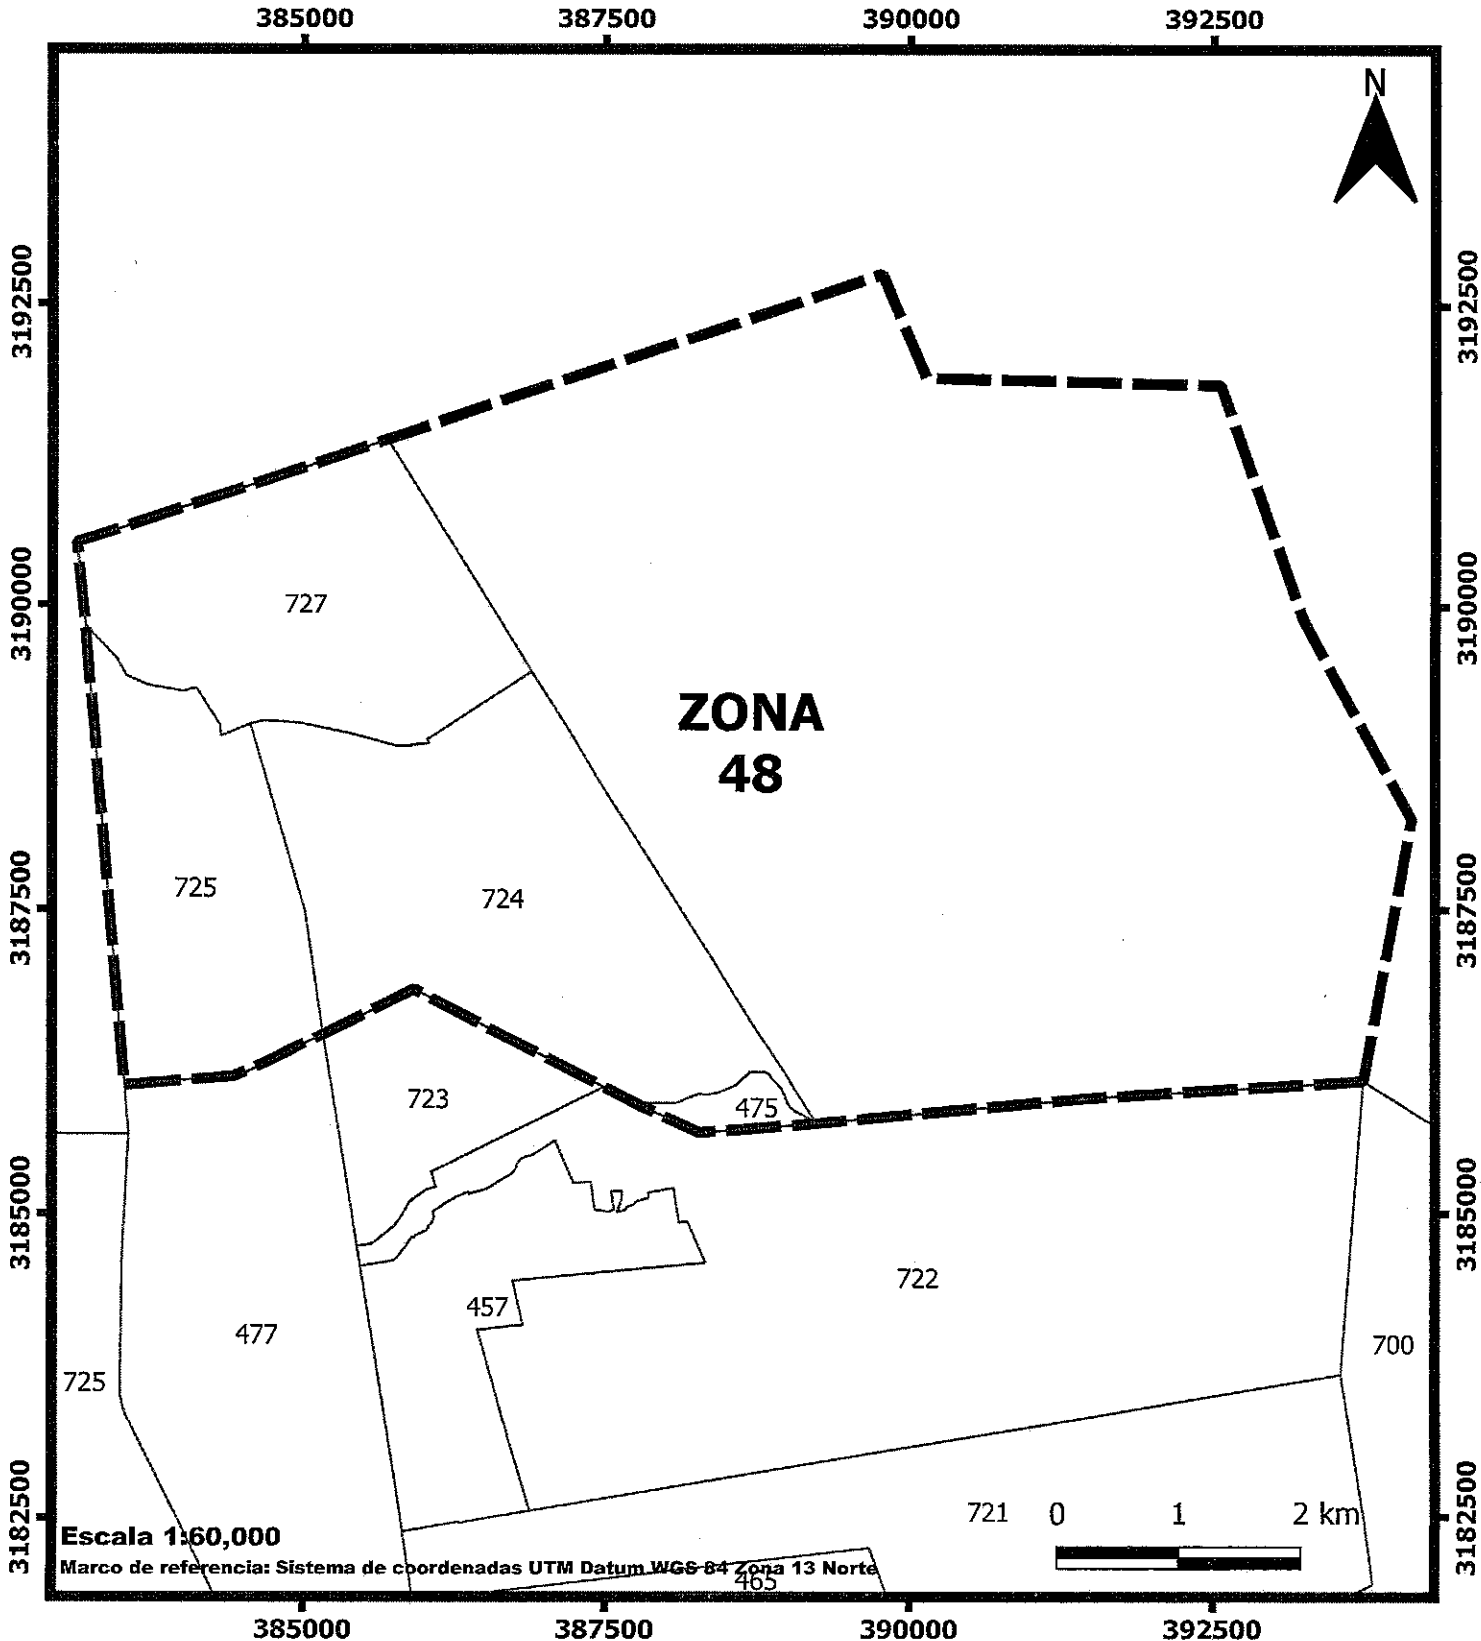 385000 387500 390000 392500
N
3192500 3192500
3190000 3190000
727
ZONA
48
3187500 3187500
725 724
723 475
3185000 3185000
722
457
477
700
725
3182500 3182500
721 0 1 2 km
Escala 1:60,000
Marco de referencia: Sistema de coordenadas UTM Datum WGS 84 Zona 13 Norte
465
385000 387500 390000 392500